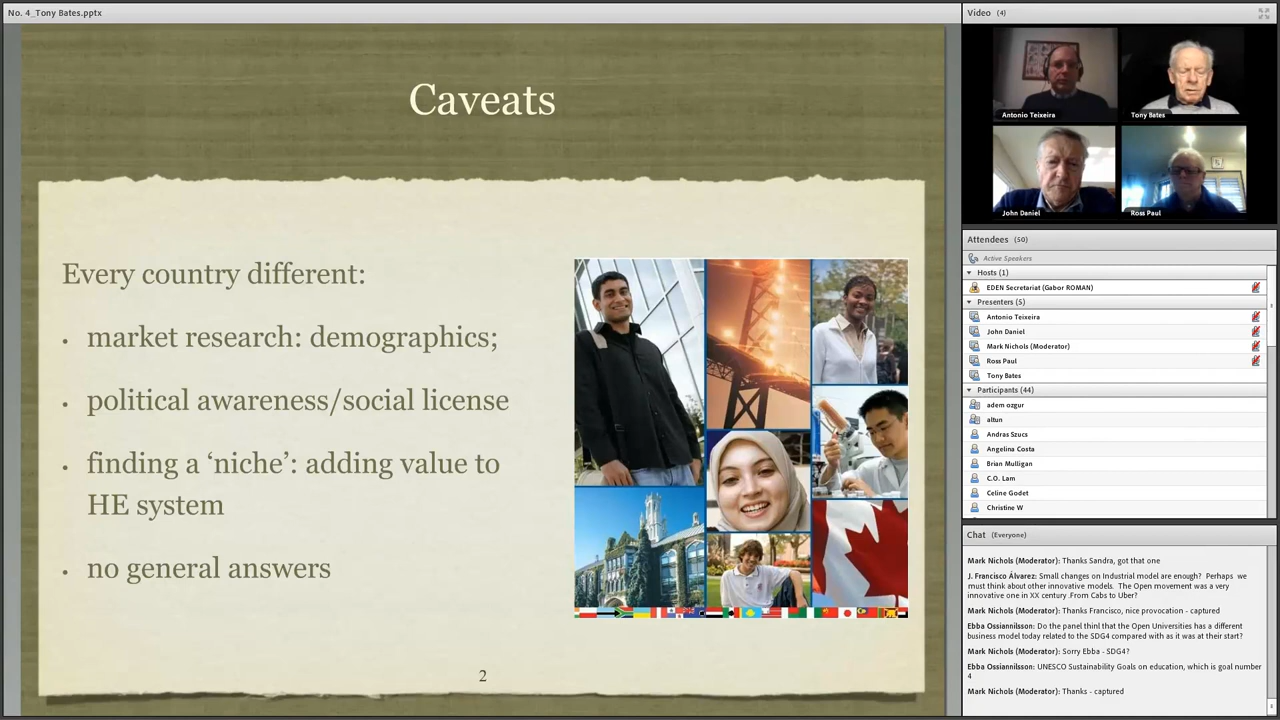 No. 4_Tony Bates.pptx
Caveats
Every country different:
• market research: demographics;
• political awareness/social license
• finding a ‘niche’: adding value to
HE system
• no general answers
2
Video (4)
Antonio Teixeira
Tony Bates
John Daniel
Ross Paul
Attendees (50)
Active Speakers
Hosts (1)
EDEN Secretariat (Gabor ROMAN)
Presenters (5)
Antonio Teixeira
John Daniel
Mark Nichols (Moderator)
Ross Paul
Tony Bates
Participants (44)
adem ozgur
altun
Andras Szucs
Angelina Costa
Brian Mulligan
C.O. Lam
Celine Godet
Christine W
Chat (Everyone)
Mark Nichols (Moderator): Thanks Sandra, got that one
J. Francisco Álvarez: Small changes on Industrial model are enough? Perhaps we
must think about other innovative models. The Open movement was a very
innovative one in XX century .From Cabs to Uber?
Mark Nichols (Moderator): Thanks Francisco, nice provocation - captured
Ebba Ossiannilsson: Do the panel thinl that the Open Universities has a different
business model today related to the SDG4 compared with as it was at their start?
Mark Nichols (Moderator): Sorry Ebba - SDG4?
Ebba Ossiannilsson: UNESCO Sustainability Goals on education, which is goal number
4
Mark Nichols (Moderator): Thanks - captured